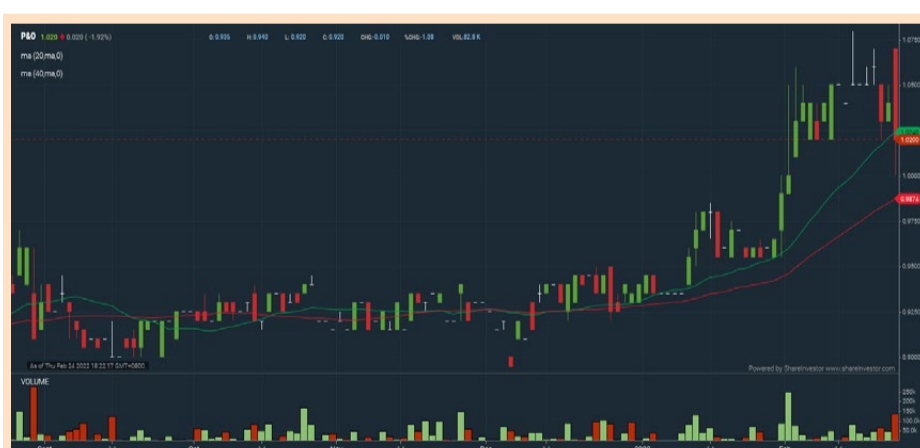 P&O 1.020 0.020 ( -1.92%) O: 0.935 H: 0.940 L: 0.920 C: 0.920 CHG:-0.010 %CHG:-1.08 VOL:82.8 K
ma (20,ma,0)
ma (40,ma,0)
1.0750
1.0500
1.0200
1.0000
0.9874
0.9750
0.9500
0.9250
0.9000
As of Thu Feb 24 2022 18:22:17 GMT+0800
Powered by ShareInvestor www.shareinvestor.com
VOLUME
250k
200k
150k
50.0k